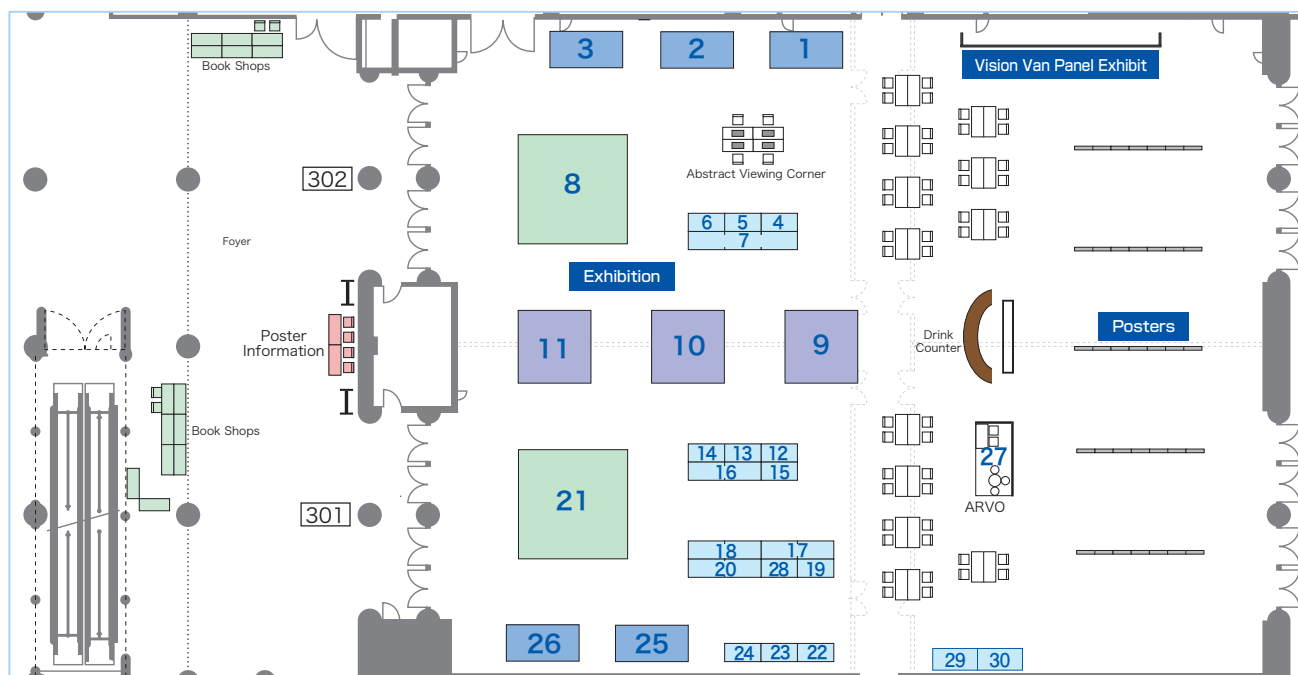 3 2 1
Vision Van Panel Exhibit
Book Shops
Abstract Viewing Corner
8
302
6 5 4
7
Foyer
Exhibition
Poster
Information
11 10 9
Drink
Counter
Posters
Book Shops
14 13 12
16 15
27
ARVO
21
301
18 17
20 28 19
26 25
24 23 22
29 30